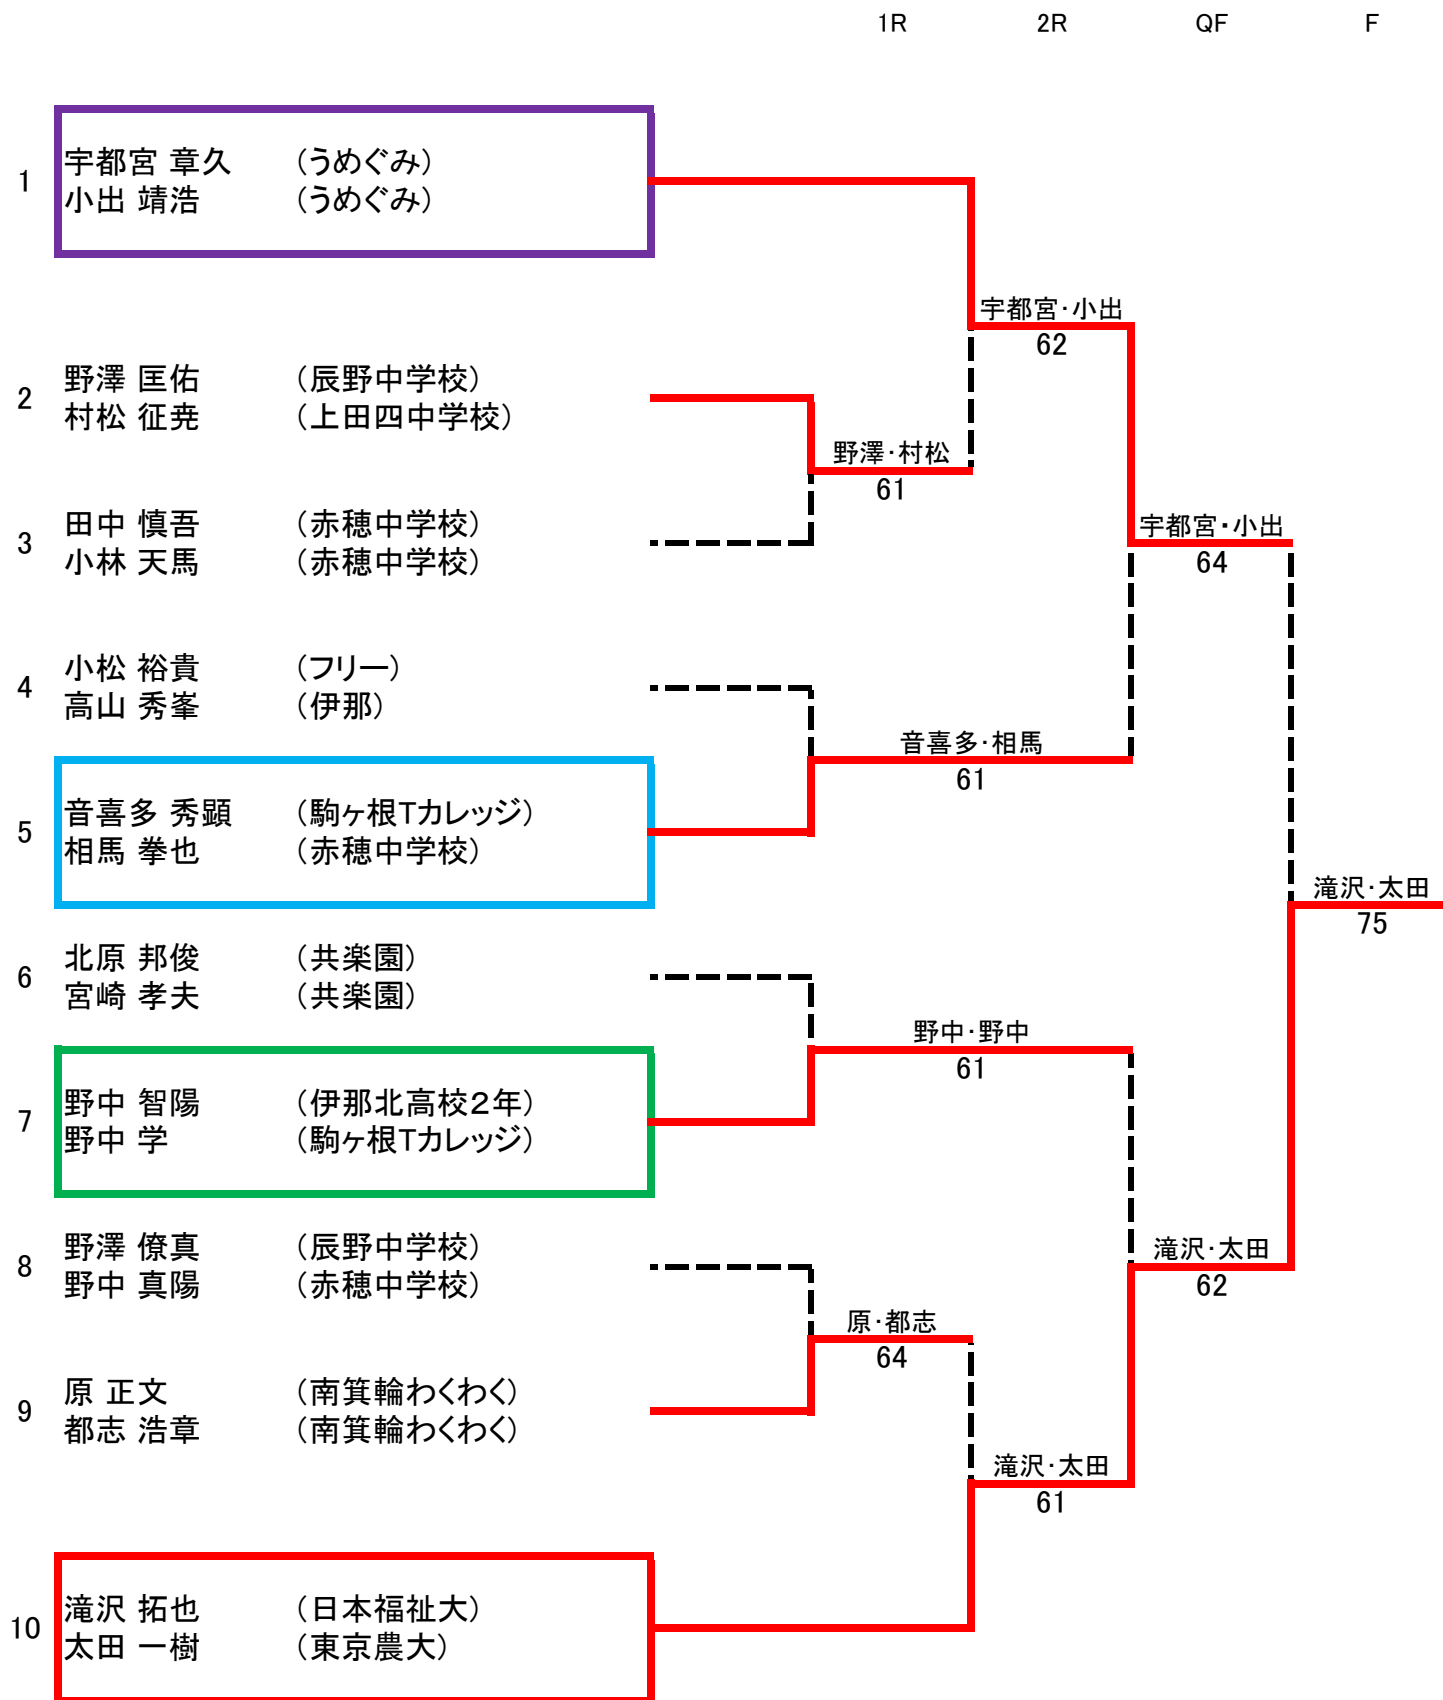 1R 2R QF F
宇都宮 章久 (うめぐみ)
1
小出 靖浩 (うめぐみ)
宇都宮・小出
62
野澤 匡佑 (辰野中学校)
2
村松 征尭 (上田四中学校)
野澤・村松
61
田中 慎吾 (赤穂中学校)
3
小林 天馬 (赤穂中学校)
宇都宮・小出
64
小松 裕貴 (フリー)
4
高山 秀峯 (伊那)
音喜多・相馬
61
音喜多 秀顕 (駒ヶ根Tカレッジ)
5
相馬 拳也 (赤穂中学校)
滝沢・太田
75
北原 邦俊 (共楽園)
6
宮崎 孝夫 (共楽園)
野中・野中
61
野中 智陽 (伊那北高校2年)
7
野中 学 (駒ヶ根Tカレッジ)
野澤 僚真 (辰野中学校)
8
野中 真陽 (赤穂中学校)
滝沢・太田
62
原・都志
64
原 正文 (南箕輪わくわく)
9
都志 浩章 (南箕輪わくわく)
滝沢・太田
61
滝沢 拓也 (日本福祉大)
10
太田 一樹 (東京農大)